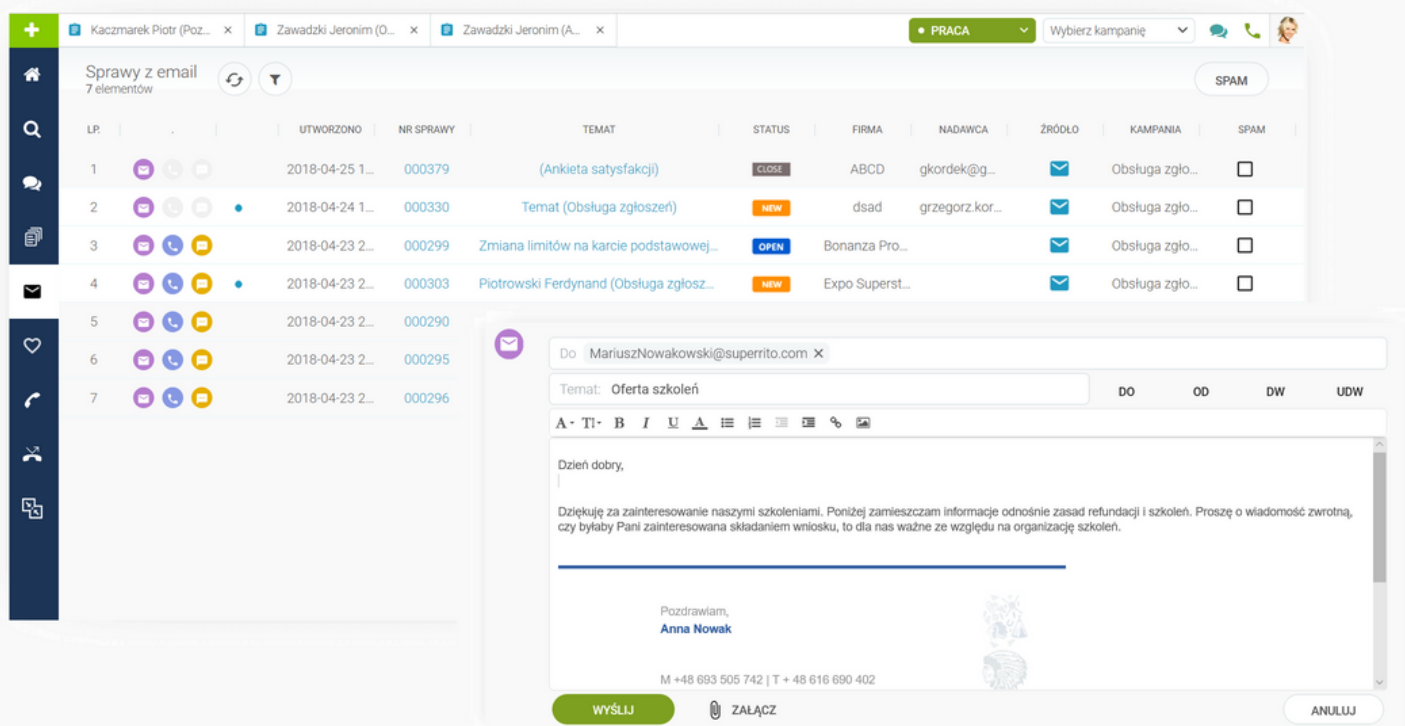 Kaczmarek Piotr (Poz... ×
Zawadzki Jeronim (O... ×
Zawadzki Jeronim (A... ×
PRACA
Wybierz kampanię
Sprawy z email
7 elementów
SPAM
LP. . UTWORZONO NR SPRAWY TEMAT STATUS FIRMA NADAWCA ŹRÓDŁO KAMPANIA SPAM
1 2018-04-25 1... 000379 (Ankieta satysfakcji) CLOSE ABCD gkordek@g... Obsługa zgło...
2 2018-04-24 1... 000330 Temat (Obsługa zgłoszeń) NEW dsad grzegorz.kor... Obsługa zgło...
3 2018-04-23 2... 000299 Zmiana limitów na karcie podstawowej... OPEN Bonanza Pro... Obsługa zgło...
4 2018-04-23 2... 000303 Piotrowski Ferdynand (Obsługa zgłosz... NEW Expo Superst... Obsługa zgło...
5 2018-04-23 2... 000290
6 2018-04-23 2... 000295
7 2018-04-23 2... 000296
Do MariuszNowakowski@superrito.com ×
Temat: Oferta szkoleń
DO OD DW UDW
Dzień dobry,
Dziękuję za zainteresowanie naszymi szkoleniami. Poniżej zamieszczam informacje odnośnie zasad refundacji i szkoleń. Proszę o wiadomość zwrotną,
czy byłaby Pani zainteresowana składaniem wniosku, to dla nas ważne ze względu na organizację szkoleń.
Pozdrawiam,
Anna Nowak
M +48 693 505 742 | T + 48 616 690 402
WYŚLIJ ZAŁĄCZ ANULUJ